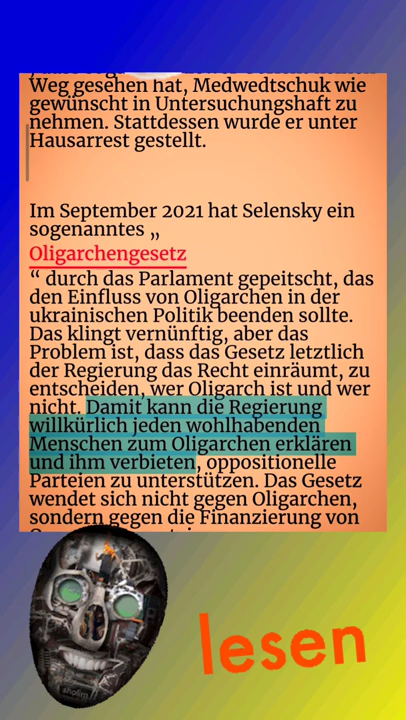 Weg gesehen hat, Medwedtschuk wie
gewünscht in Untersuchungshaft zu
nehmen. Stattdessen wurde er unter
Hausarrest gestellt.
Im September 2021 hat Selensky ein
sogenanntes „
Oligarchengesetz
“ durch das Parlament gepeitscht, das
den Einfluss von Oligarchen in der
ukrainischen Politik beenden sollte.
Das klingt vernünftig, aber das
Problem ist, dass das Gesetz letztlich
der Regierung das Recht einräumt, zu
entscheiden, wer Oligarch ist und wer
nicht. Damit kann die Regierung
willkürlich jeden wohlhabenden
Menschen zum Oligarchen erklären
und ihm verbieten, oppositionelle
Parteien zu unterstützen. Das Gesetz
wendet sich nicht gegen Oligarchen,
sondern gegen die Finanzierung von
lesen